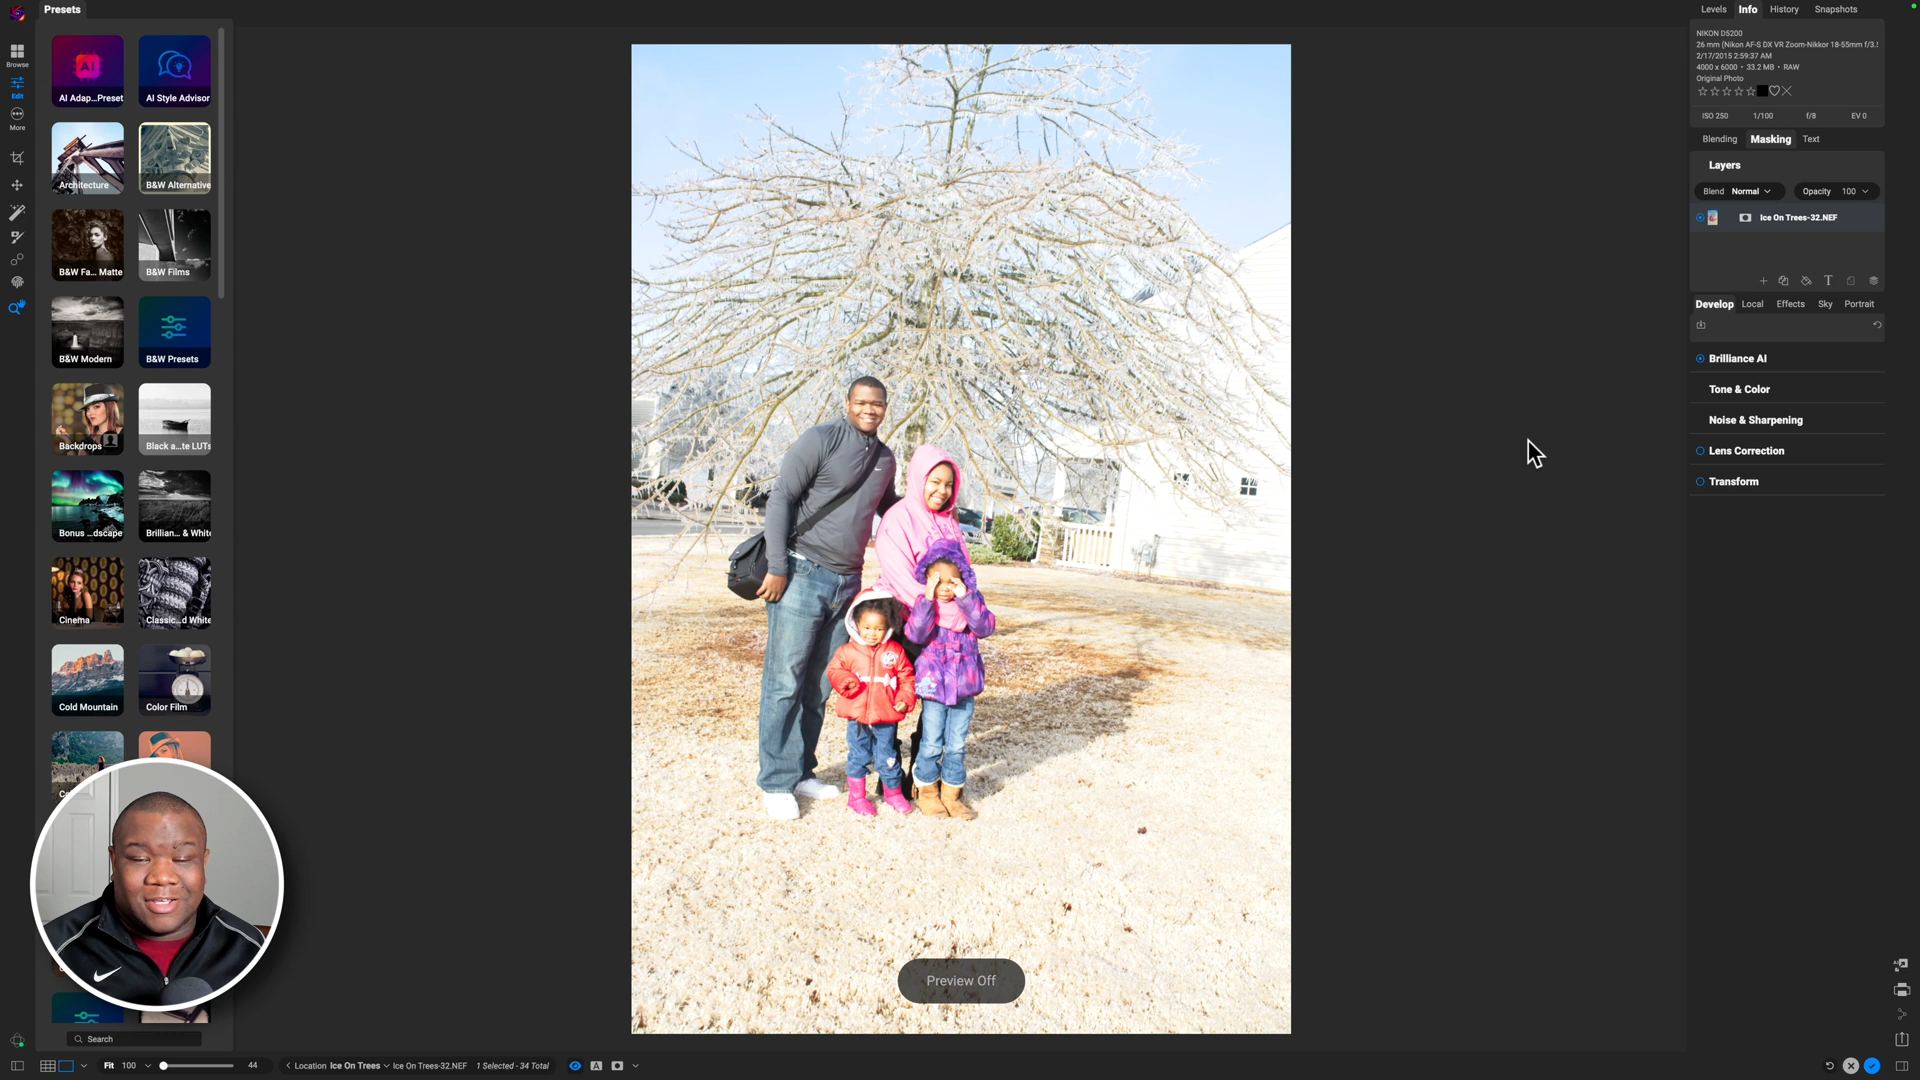 Presets
Browse
Edit
More
AI Adap...Preset
AI Style Advisor
Architecture
B&W Alternative
B&W Fa... Matte
B&W Films
B&W Modern
B&W Presets
Backdrops
Black a...te LUTs
Bonus ...dscape
Brillian... & White
Cinema
Classic...d White
Cold Mountain
Color Film
Search
Preview Off
Levels Info History Snapshots
NIKON D5200
26 mm (Nikon AF-S DX VR Zoom-Nikkor 18-55mm f/3.5
2/17/2015 2:59:37 AM
4000 x 6000 • 33.2 MB • RAW
Original Photo
ISO 250 1/100 f/8 EV 0
Blending Masking Text
Layers
Blend Normal Opacity 100
Ice On Trees-32.NEF
Develop Local Effects Sky Portrait
Brilliance AI
Tone & Color
Noise & Sharpening
Lens Correction
Transform
Fit 100 44 Location Ice On Trees Ice On Trees-32.NEF 1 Selected - 34 Total A